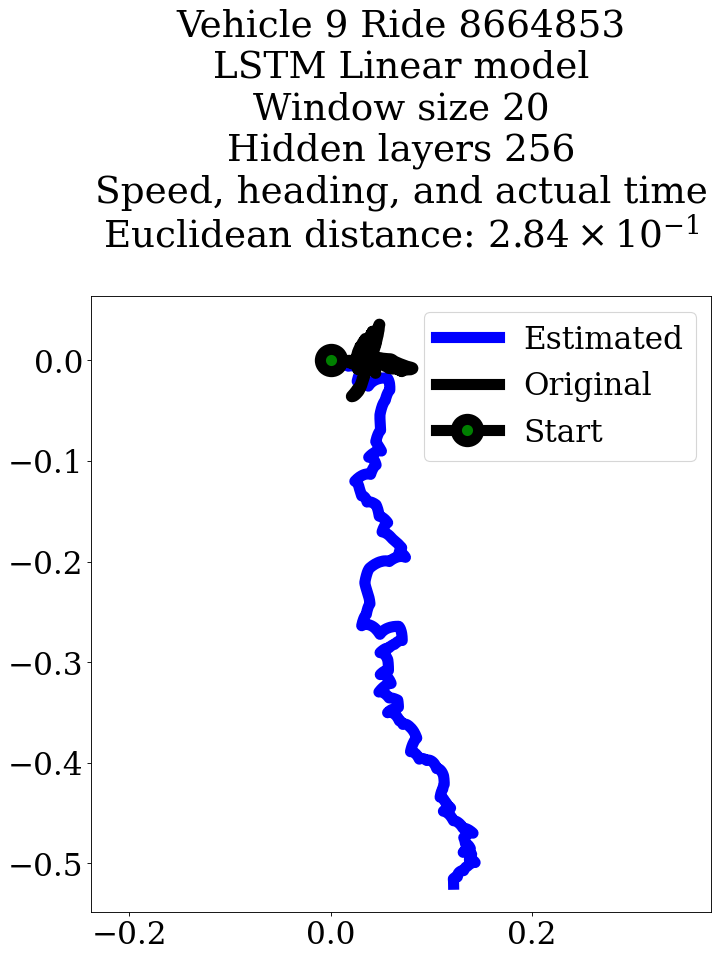 Vehicle 9 Ride 8664853
LSTM Linear model
Window size 20
Hidden layers 256
Speed, heading, and actual time
Euclidean distance: 2.84 × 10⁻¹
Estimated
Original
Start
0.0
−0.1
−0.2
−0.3
−0.4
−0.5
−0.2
0.0
0.2